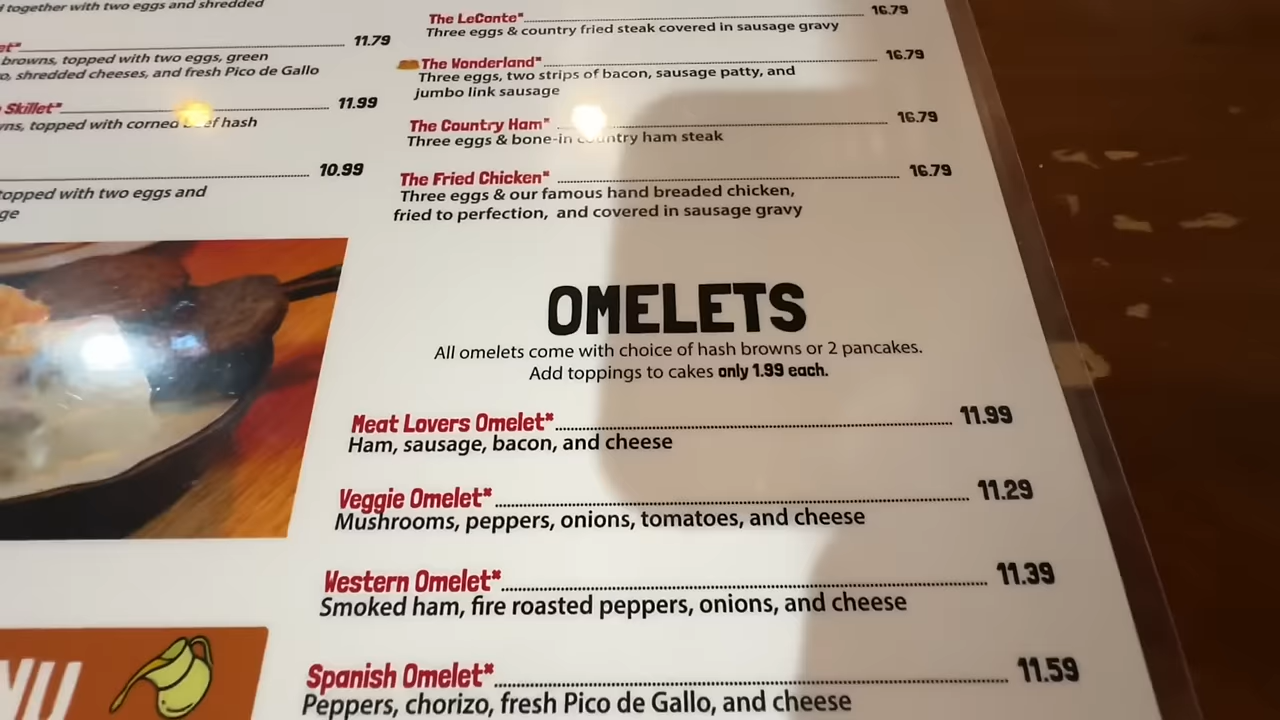 together with two eggs and shredded
11.79
browns, topped with two eggs, green
shredded cheeses, and fresh Pico de Gallo
Skillet* 11.99
topped with corned beef hash
10.99
topped with two eggs and
The LeConte* 16.79
Three eggs & country fried steak covered in sausage gravy
The Wonderland* 16.79
Three eggs, two strips of bacon, sausage patty, and
jumbo link sausage
The Country Ham* 16.79
Three eggs & bone-in country ham steak
The Fried Chicken* 16.79
Three eggs & our famous hand breaded chicken,
fried to perfection, and covered in sausage gravy
OMELETS
All omelets come with choice of hash browns or 2 pancakes.
Add toppings to cakes only 1.99 each.
Meat Lovers Omelet* 11.99
Ham, sausage, bacon, and cheese
Veggie Omelet* 11.29
Mushrooms, peppers, onions, tomatoes, and cheese
Western Omelet* 11.39
Smoked ham, fire roasted peppers, onions, and cheese
Spanish Omelet* 11.59
Peppers, chorizo, fresh Pico de Gallo, and cheese